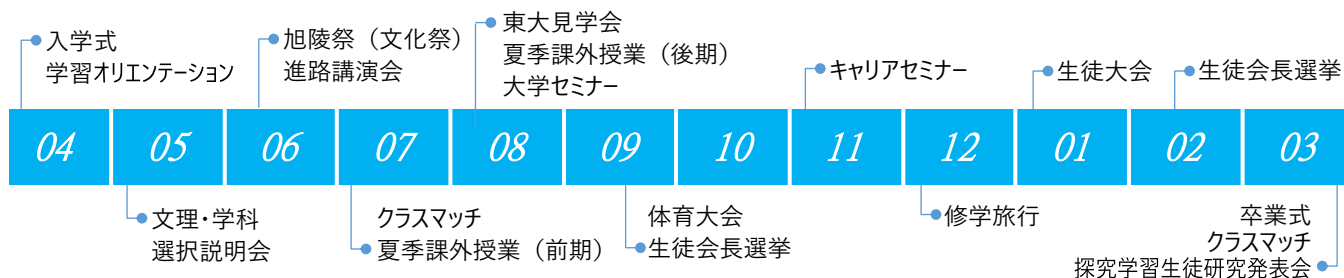 入学式
学習オリエンテーション
旭陵祭（文化祭）
進路講演会
東大見学会
夏季課外授業（後期）
大学セミナー
キャリアセミナー
生徒大会
生徒会長選挙
04 05 06 07 08 09 10 11 12 01 02 03
文理・学科
選択説明会
クラスマッチ
夏季課外授業（前期）
体育大会
生徒会長選挙
修学旅行
卒業式
クラスマッチ
探究学習生徒研究発表会